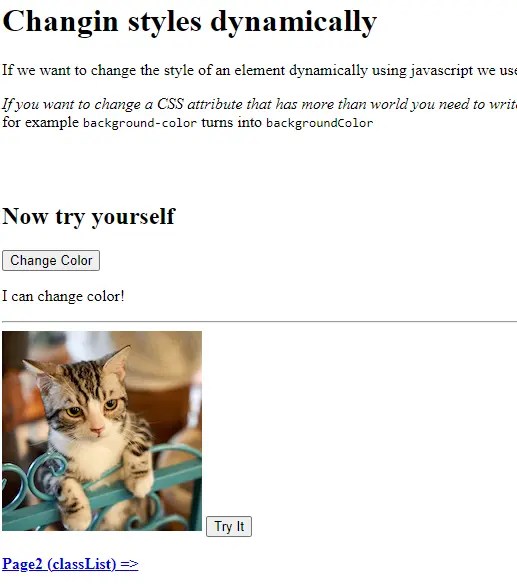 Changin styles dynamically
If we want to change the style of an element dynamically using javascript we use
If you want to change a CSS attribute that has more than world you need to write
for example background-color turns into backgroundColor
Now try yourself
Change Color
I can change color!
Try It
Page2 (classList) =>